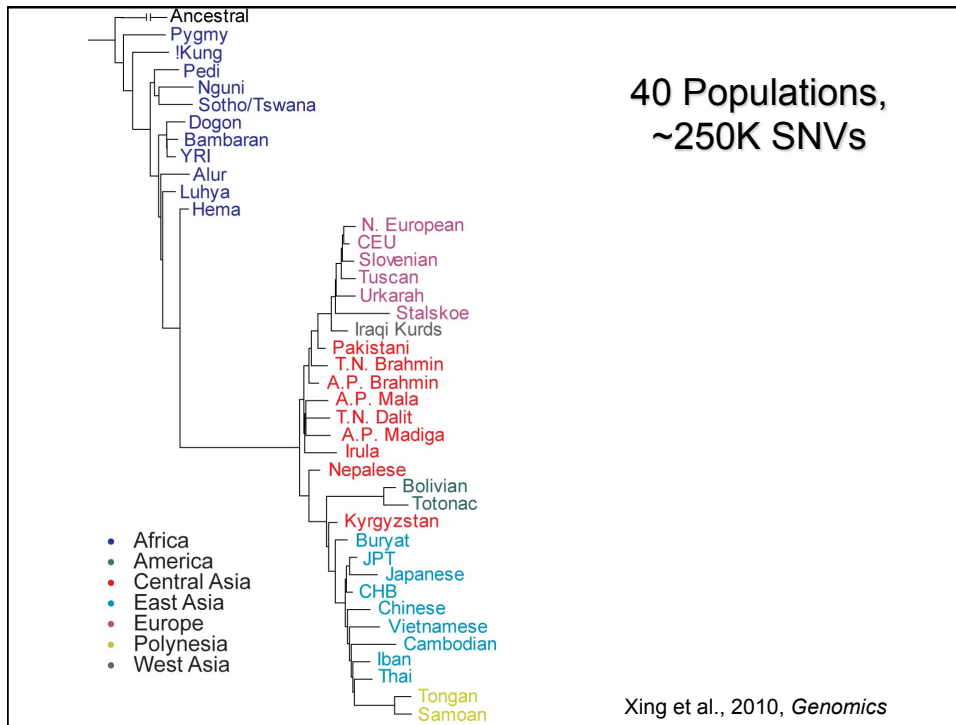 Ancestral
Pygmy
!Kung
Pedi
Nguni
Sotho/Tswana
Dogon
Bambaran
YRI
Alur
Luhya
Hema
40 Populations,
~250K SNVs
N. European
CEU
Slovenian
Tuscan
Urkarah
Stalskoe
Iraqi Kurds
Pakistani
T.N. Brahmin
A.P. Brahmin
A.P. Mala
T.N. Dalit
A.P. Madiga
Irula
Nepalese
Bolivian
Totonac
Kyrgyzstan
Buryat
JPT
Japanese
CHB
Chinese
Vietnamese
Cambodian
Iban
Thai
Tongan
Samoan
Africa
America
Central Asia
East Asia
Europe
Polynesia
West Asia
Xing et al., 2010, Genomics